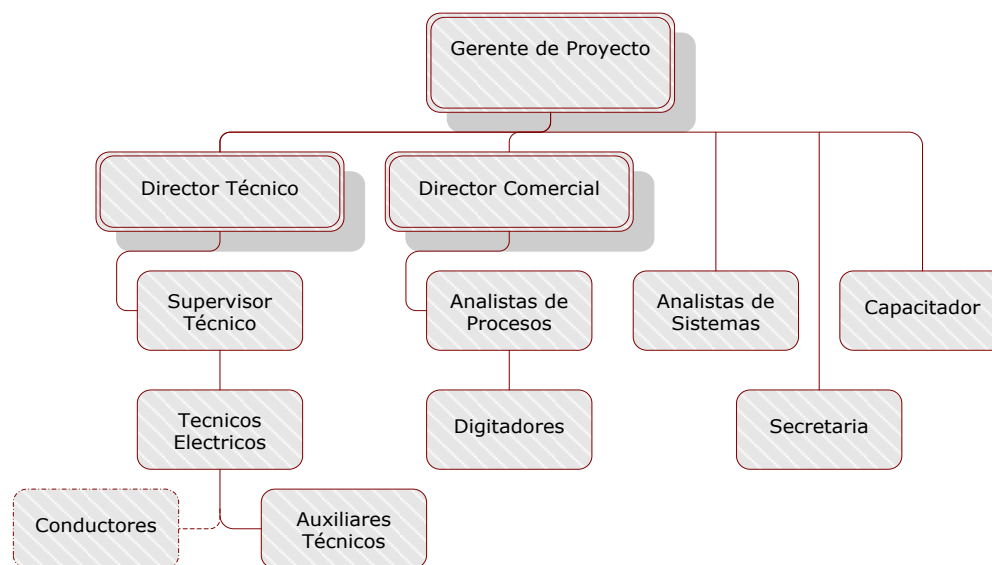 Gerente de Proyecto
Director Técnico
Director Comercial
Supervisor
Técnico
Analistas de
Procesos
Analistas de
Sistemas
Capacitador
Tecnicos
Electricos
Digitadores
Secretaria
Conductores
Auxiliares
Técnicos